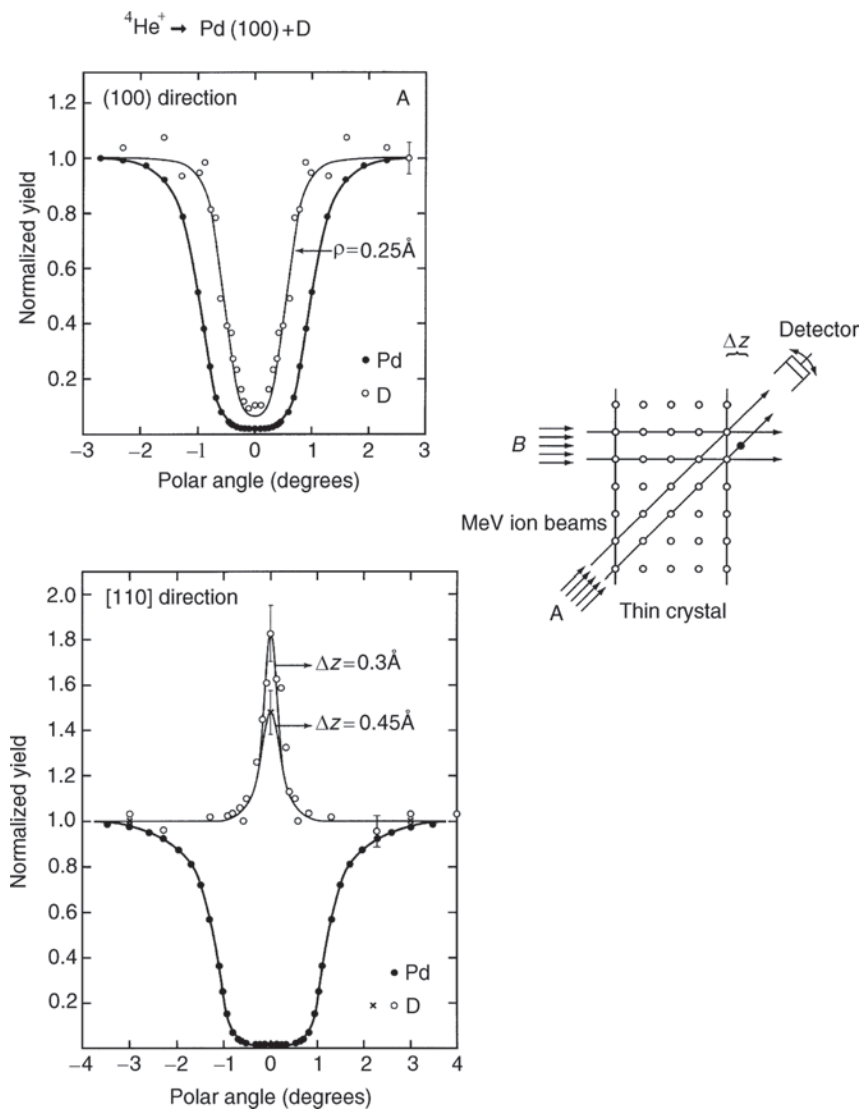 ⁴He⁺ → Pd (100) + D
(100) direction A
Normalized yield
1.2
1.0
0.8
0.6
0.4
0.2
ρ=0.25Å
Pd
D
−3 −2 −1 0 1 2 3
Polar angle (degrees)
Δz
Detector
B
MeV ion beams
A
Thin crystal
[110] direction
Normalized yield
2.0
1.8
1.6
1.4
1.2
1.0
0.8
0.6
0.4
0.2
Δz=0.3Å
Δz=0.45Å
Pd
× D
−4 −3 −2 −1 0 1 2 3 4
Polar angle (degrees)